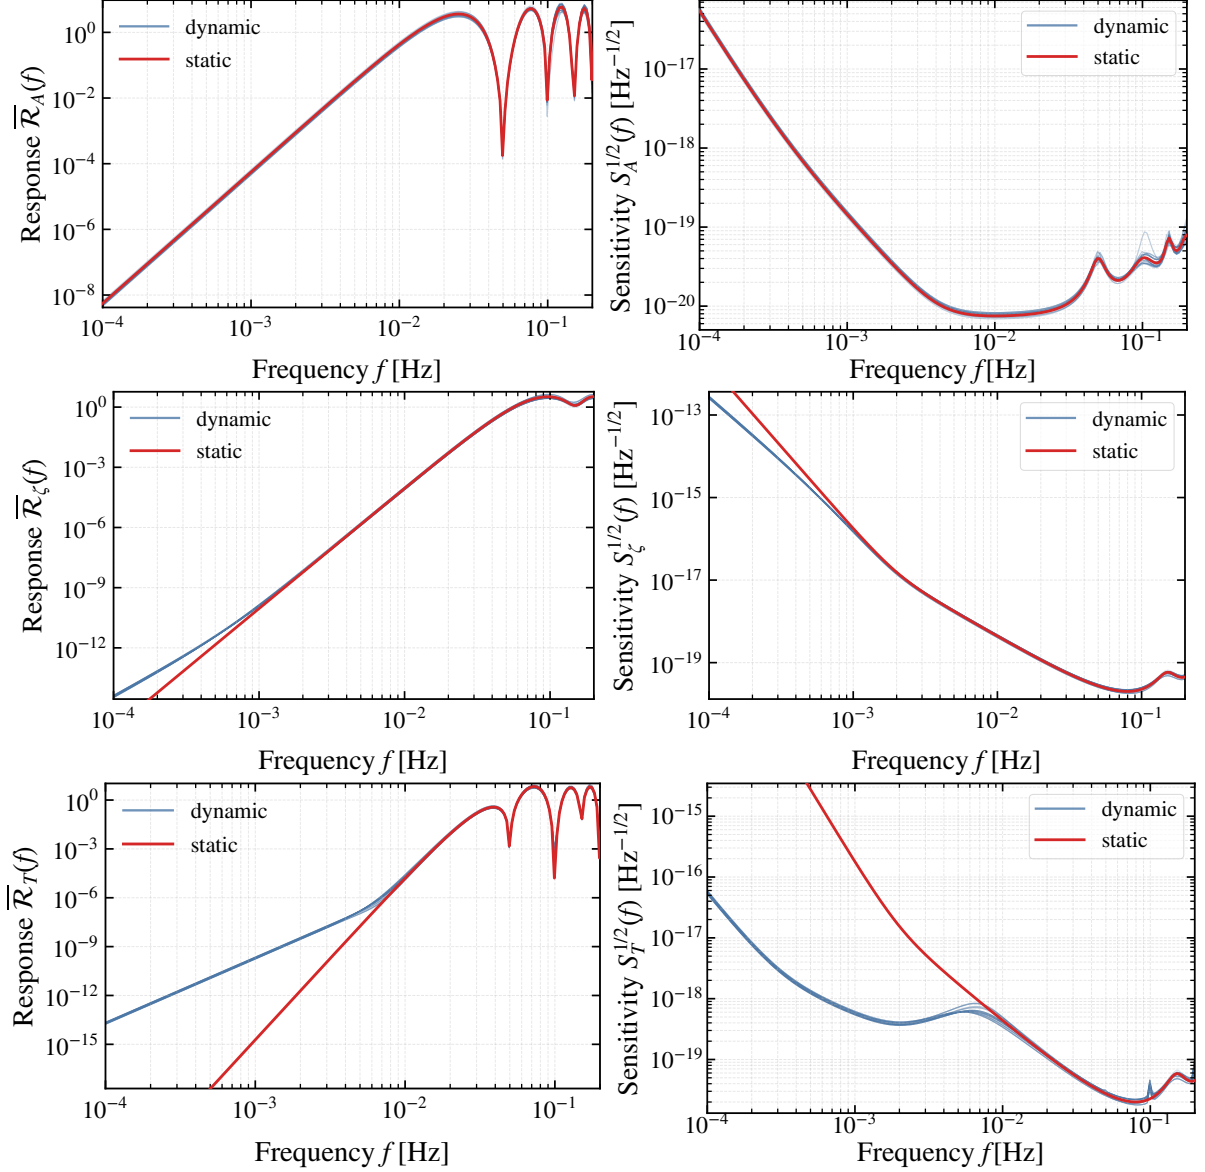 Response R̅_A(f)
10^0
10^−2
10^−4
10^−6
10^−8
dynamic
static
10^−4 10^−3 10^−2 10^−1
Frequency f [Hz]
Sensitivity S_A^{1/2}(f) [Hz^{−1/2}]
10^−17
10^−18
10^−19
10^−20
dynamic
static
10^−4 10^−3 10^−2 10^−1
Frequency f [Hz]
Response R̅_ζ(f)
10^0
10^−3
10^−6
10^−9
10^−12
dynamic
static
10^−4 10^−3 10^−2 10^−1
Frequency f [Hz]
Sensitivity S_ζ^{1/2}(f) [Hz^{−1/2}]
10^−13
10^−15
10^−17
10^−19
dynamic
static
10^−4 10^−3 10^−2 10^−1
Frequency f [Hz]
Response R̅_T(f)
10^0
10^−3
10^−6
10^−9
10^−12
10^−15
dynamic
static
10^−4 10^−3 10^−2 10^−1
Frequency f [Hz]
Sensitivity S_T^{1/2}(f) [Hz^{−1/2}]
10^−15
10^−16
10^−17
10^−18
10^−19
dynamic
static
10^−4 10^−3 10^−2 10^−1
Frequency f [Hz]